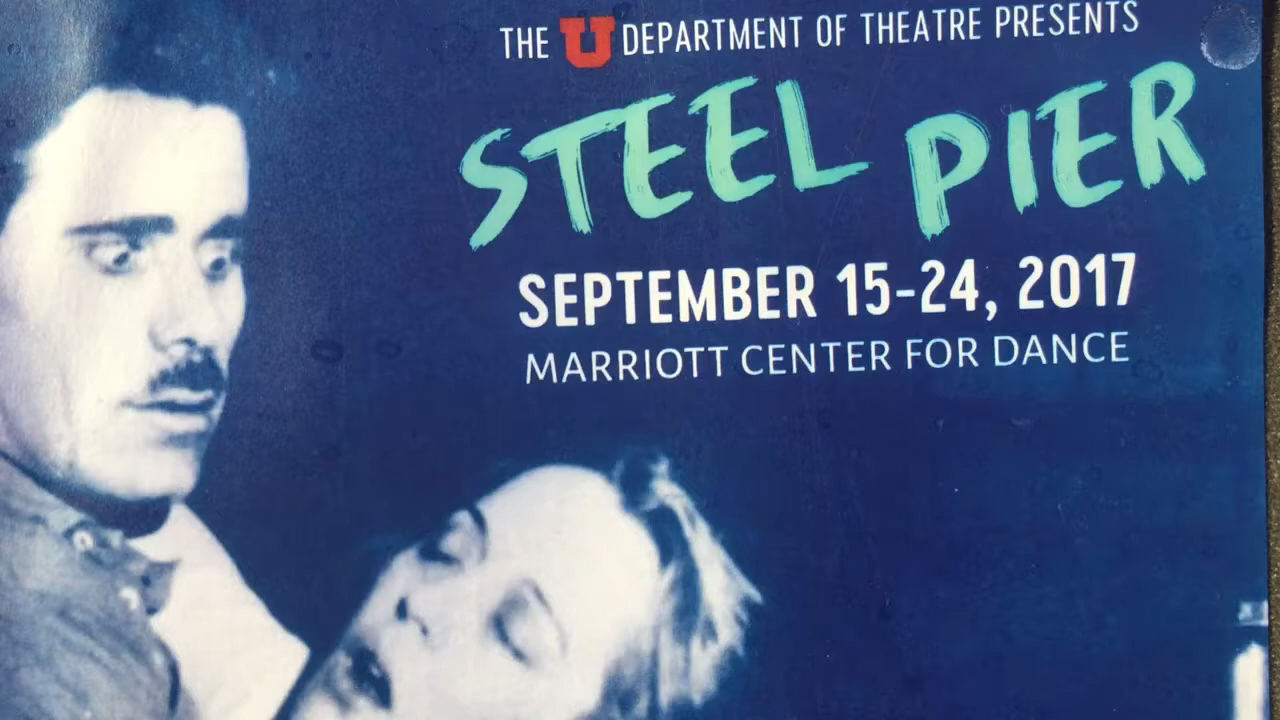 THE U DEPARTMENT OF THEATRE PRESENTS
STEEL PIER
SEPTEMBER 15-24, 2017
MARRIOTT CENTER FOR DANCE